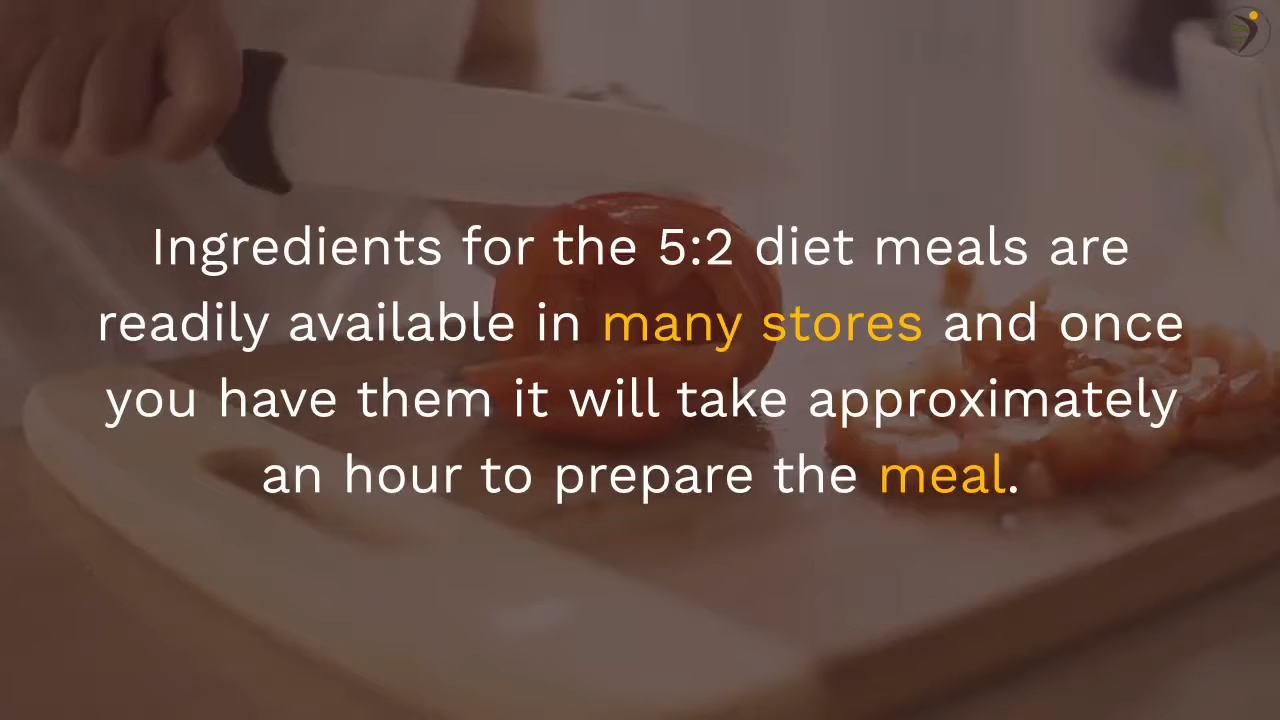 Ingredients for the 5:2 diet meals are
readily available in many stores and once
you have them it will take approximately
an hour to prepare the meal.